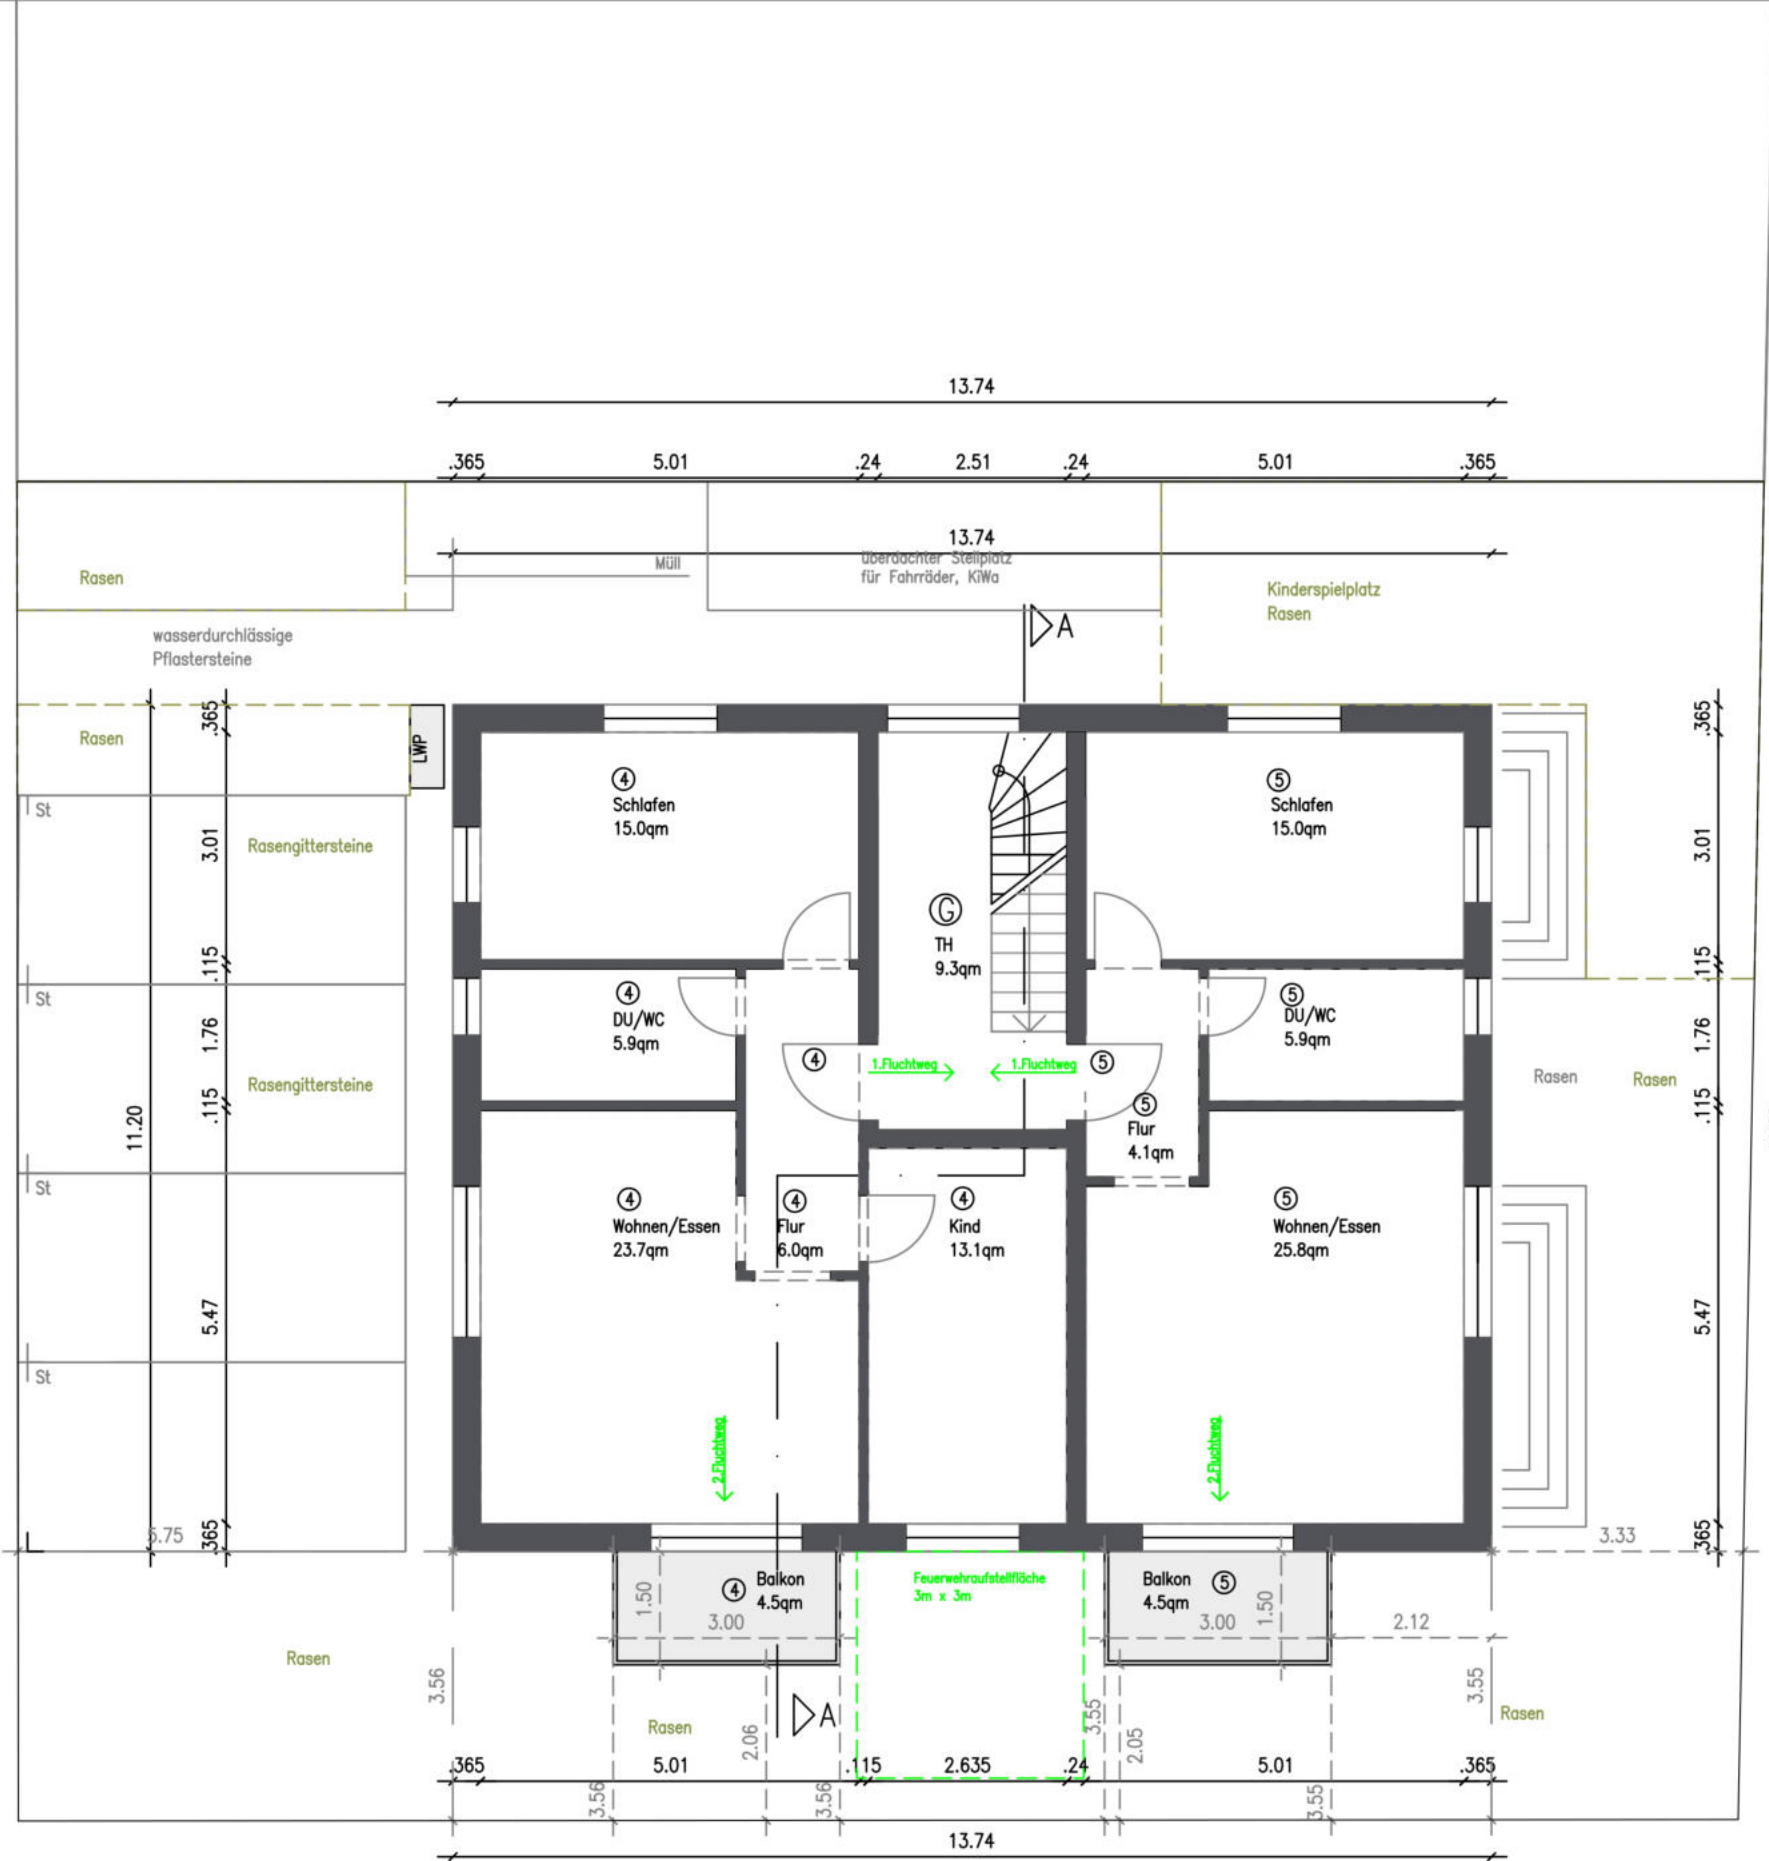 13.74
.365 5.01 .24 2.51 .24 5.01 .365
13.74
Müll
überdachter Stellplatz
für Fahrräder, KiWa
Rasen
Kinderspielplatz
Rasen
wasserdurchlässige
Pflastersteine
A
Rasen
LWP
St
Rasengittersteine
St
St
Rasengittersteine
St
11.20
.365
3.01
.115
1.76
.115
5.47
.365
5.75
4
Schlafen
15.0qm
5
Schlafen
15.0qm
G
TH
9.3qm
4
DU/WC
5.9qm
5
DU/WC
5.9qm
4
1.Fluchtweg
1.Fluchtweg
5
5
Flur
4.1qm
4
Wohnen/Essen
23.7qm
4
Flur
6.0qm
4
Kind
13.1qm
5
Wohnen/Essen
25.8qm
2.Fluchtweg
2.Fluchtweg
.365
3.01
.115
1.76
.115
5.47
.365
Rasen
Rasen
3.33
4 Balkon
4.5qm
1.50
3.00
Feuerwehraufstellfläche
3m x 3m
Balkon 5
4.5qm
1.50
3.00
2.12
Rasen
3.56
Rasen
2.06
A
3.55
2.05
3.55
Rasen
.365 5.01 .115 2.635 .24 5.01 .365
3.56
3.56
3.55
13.74